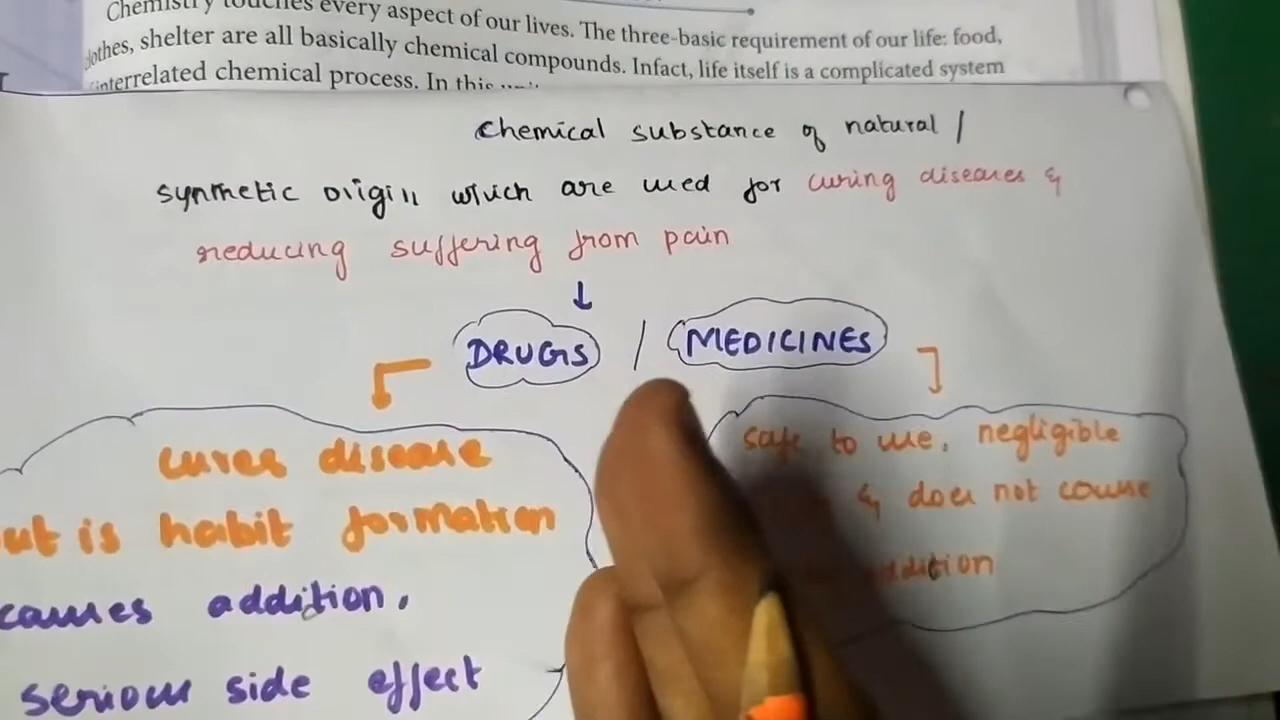 Chemistry touches every aspect of our lives. The three-basic requirement of our life: food,
clothes, shelter are all basically chemical compounds. Infact, life itself is a complicated system
interrelated chemical process. In this
Chemical substance of natural /
synthetic origin which are used for curing diseases &
reducing suffering from pain
↓
DRUGS / MEDICINES
cures disease
but is habit formation
causes addition,
serious side effect
safe to use, negligible
& does not cause
addition